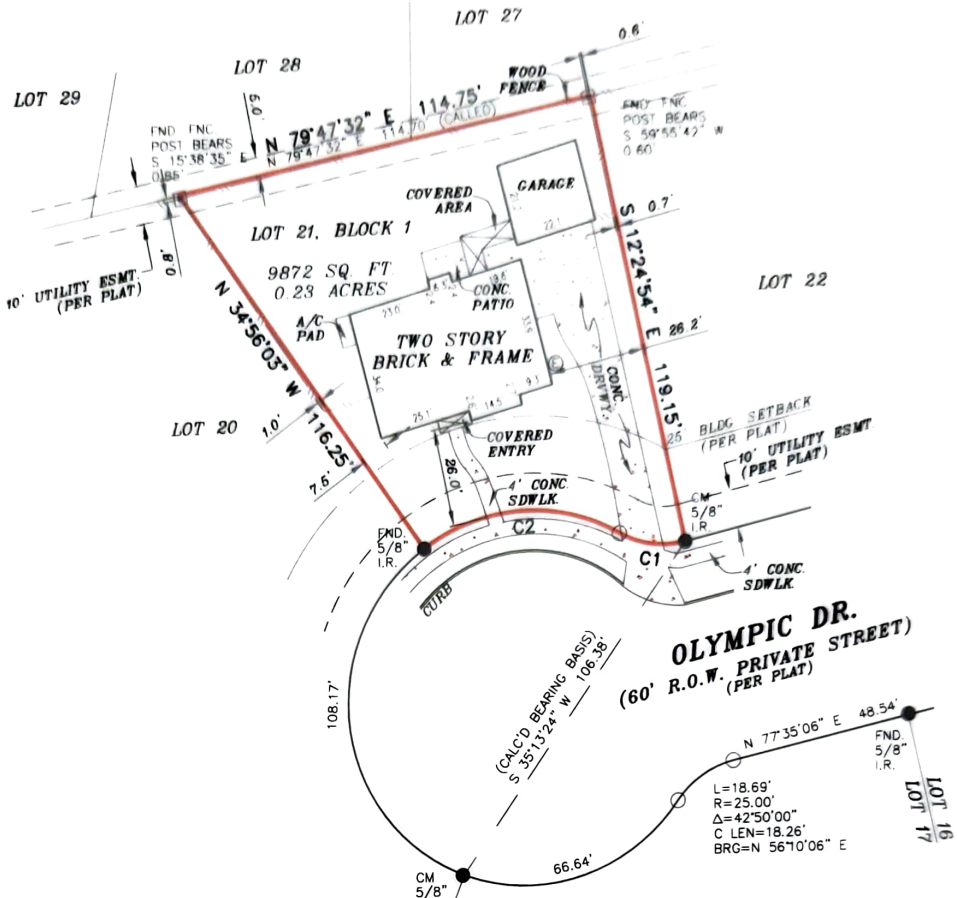 LOT 27
0.6'
LOT 28
LOT 29
WOOD
FENCE
5.0'
N 79°47'32" E 114.75'
N 79°47'32" E 114.70' (CALLED)
FND FNC.
POST BEARS
S 15°38'35" E
0.86'
FND FNC
POST BEARS
S 59°55'42" W
0.60'
GARAGE
COVERED
AREA
22.1
0.7'
LOT 21, BLOCK 1
9872 SQ. FT.
0.23 ACRES
0.8'
10' UTILITY ESMT.
(PER PLAT)
CONC.
PATIO
LOT 22
S 12°24'54" E 119.15'
N 34°56'03" W 116.25'
A/C
PAD
23.0
TWO STORY
BRICK & FRAME
26.2'
CONC.
DRVWY.
9.1
14.5
25.1
LOT 20
1.0'
7.5'
COVERED
ENTRY
26.0'
25' BLDG SETBACK
(PER PLAT)
10' UTILITY ESMT
(PER PLAT)
4' CONC.
SDWLK.
CM
5/8"
I.R.
FND.
5/8"
I.R.
C2
C1
4' CONC.
SDWLK.
CURB
OLYMPIC DR.
(60' R.O.W. PRIVATE STREET)
(PER PLAT)
(CALC'D BEARING BASIS)
S 35°13'24" W 106.38'
108.17'
N 77°35'06" E 48.54'
FND.
5/8"
I.R.
LOT 16
LOT 17
L=18.69'
R=25.00'
Δ=42°50'00"
C LEN=18.26'
BRG=N 56°10'06" E
66.64'
CM
5/8"